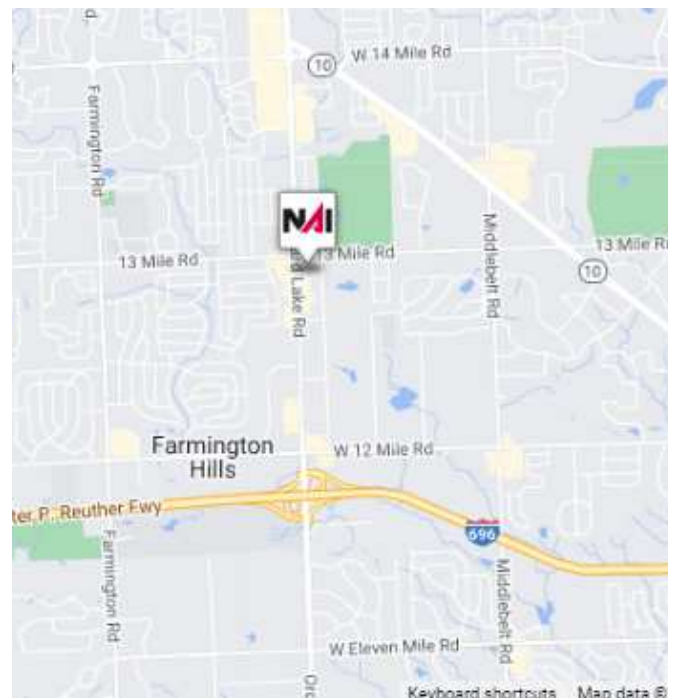 d
10
W 14 Mile Rd
Farmington Rd
NAI
Middlebelt Rd
13 Mile Rd
13 Mile Rd
13 Mile R
10
ard Lake Rd
Farmington
Hills
W 12 Mile Rd
ter P. Reuther Fwy
696
Farmington Rd
Middlebelt Rd
W Eleven Mile Rd
Orc
Keyboard shortcuts Map data ©